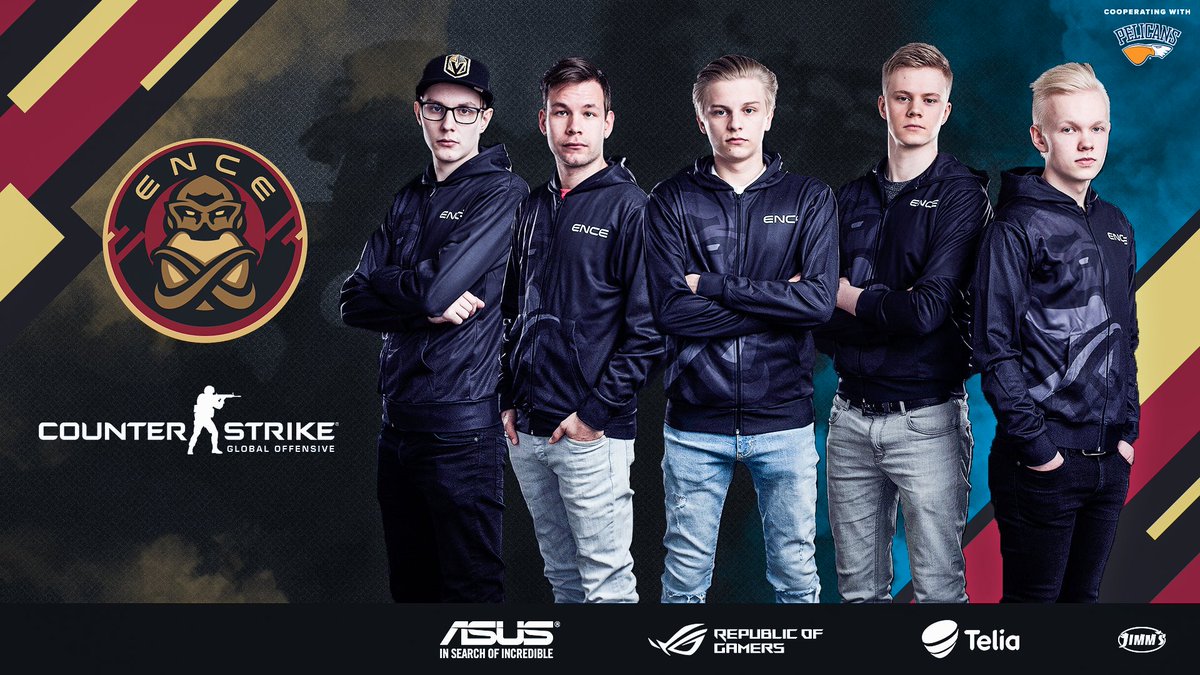 COOPERATING WITH
PELICANS
ENCE
ENCE
ENCE
ENCE
ENCE
ENCE
COUNTER STRIKE
GLOBAL OFFENSIVE
ASUS
IN SEARCH OF INCREDIBLE
REPUBLIC OF
GAMERS
Telia
JIMM'S